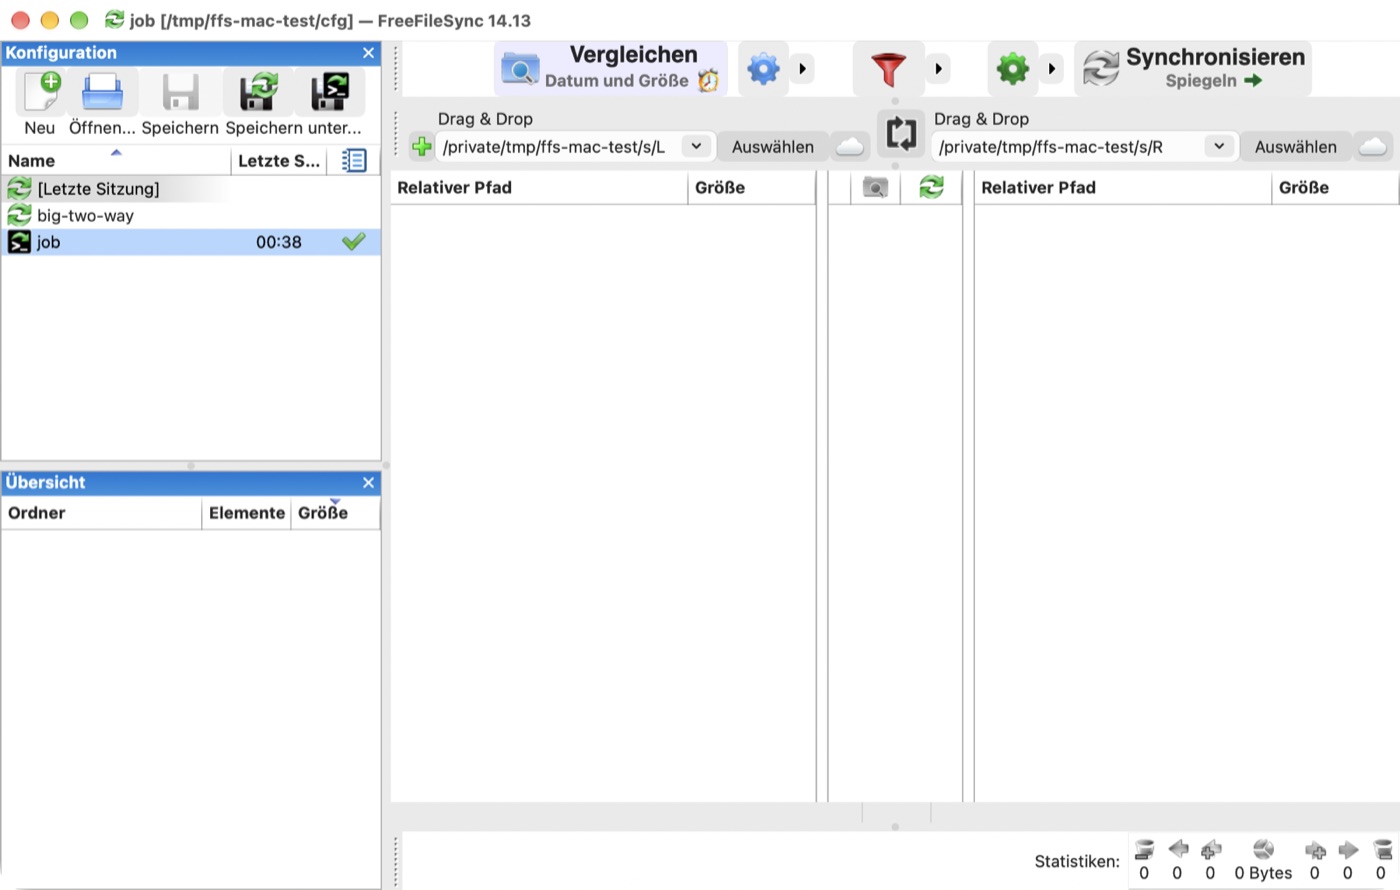 job [/tmp/ffs-mac-test/cfg] — FreeFileSync 14.13
Konfiguration
Neu Öffnen... Speichern Speichern unter...
Name Letzte S...
[Letzte Sitzung]
big-two-way
job 00:38
Übersicht
Ordner Elemente Größe
Vergleichen
Datum und Größe
Synchronisieren
Spiegeln
Drag & Drop
/private/tmp/ffs-mac-test/s/L Auswählen
Drag & Drop
/private/tmp/ffs-mac-test/s/R Auswählen
Relativer Pfad Größe
Relativer Pfad Größe
Statistiken:
0 0 0 0 Bytes 0 0 0